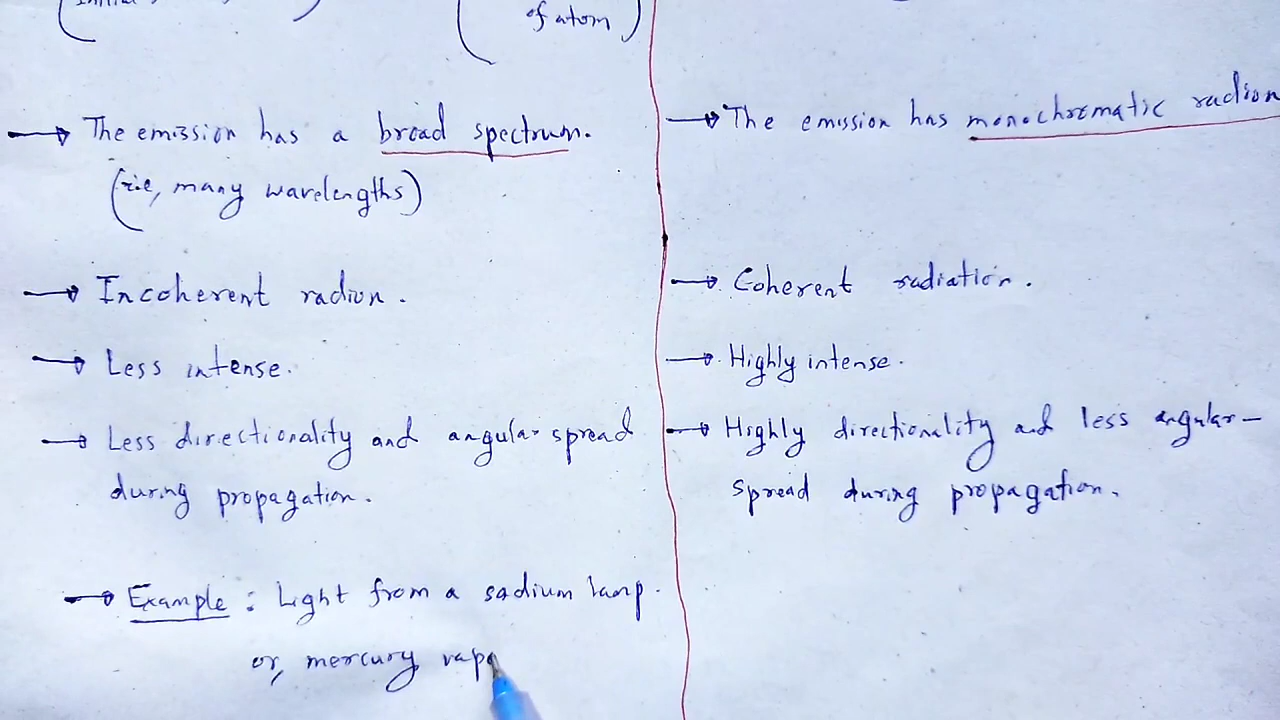 of atom)
→ The emission has a broad spectrum.
(i.e, many wavelengths)
→ Incoherent radion.
→ Less intense.
→ Less directionality and angular spread
during propagation.
→ Example: Light from a sodium lamp.
or, mercury vapo
→ The emission has monochromatic radion
→ Coherent radiation.
→ Highly intense.
→ Highly directionality and less angular-
spread during propagation.